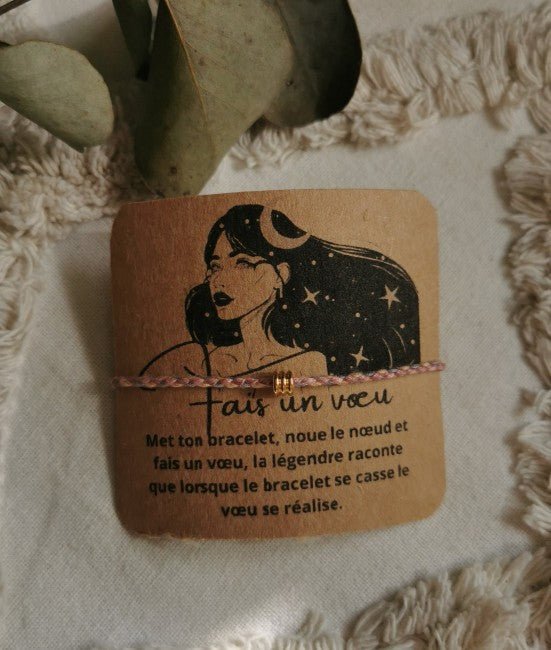 Fais un vœu
Met ton bracelet, noue le nœud et
fais un vœu, la légendre raconte
que lorsque le bracelet se casse le
vœu se réalise.